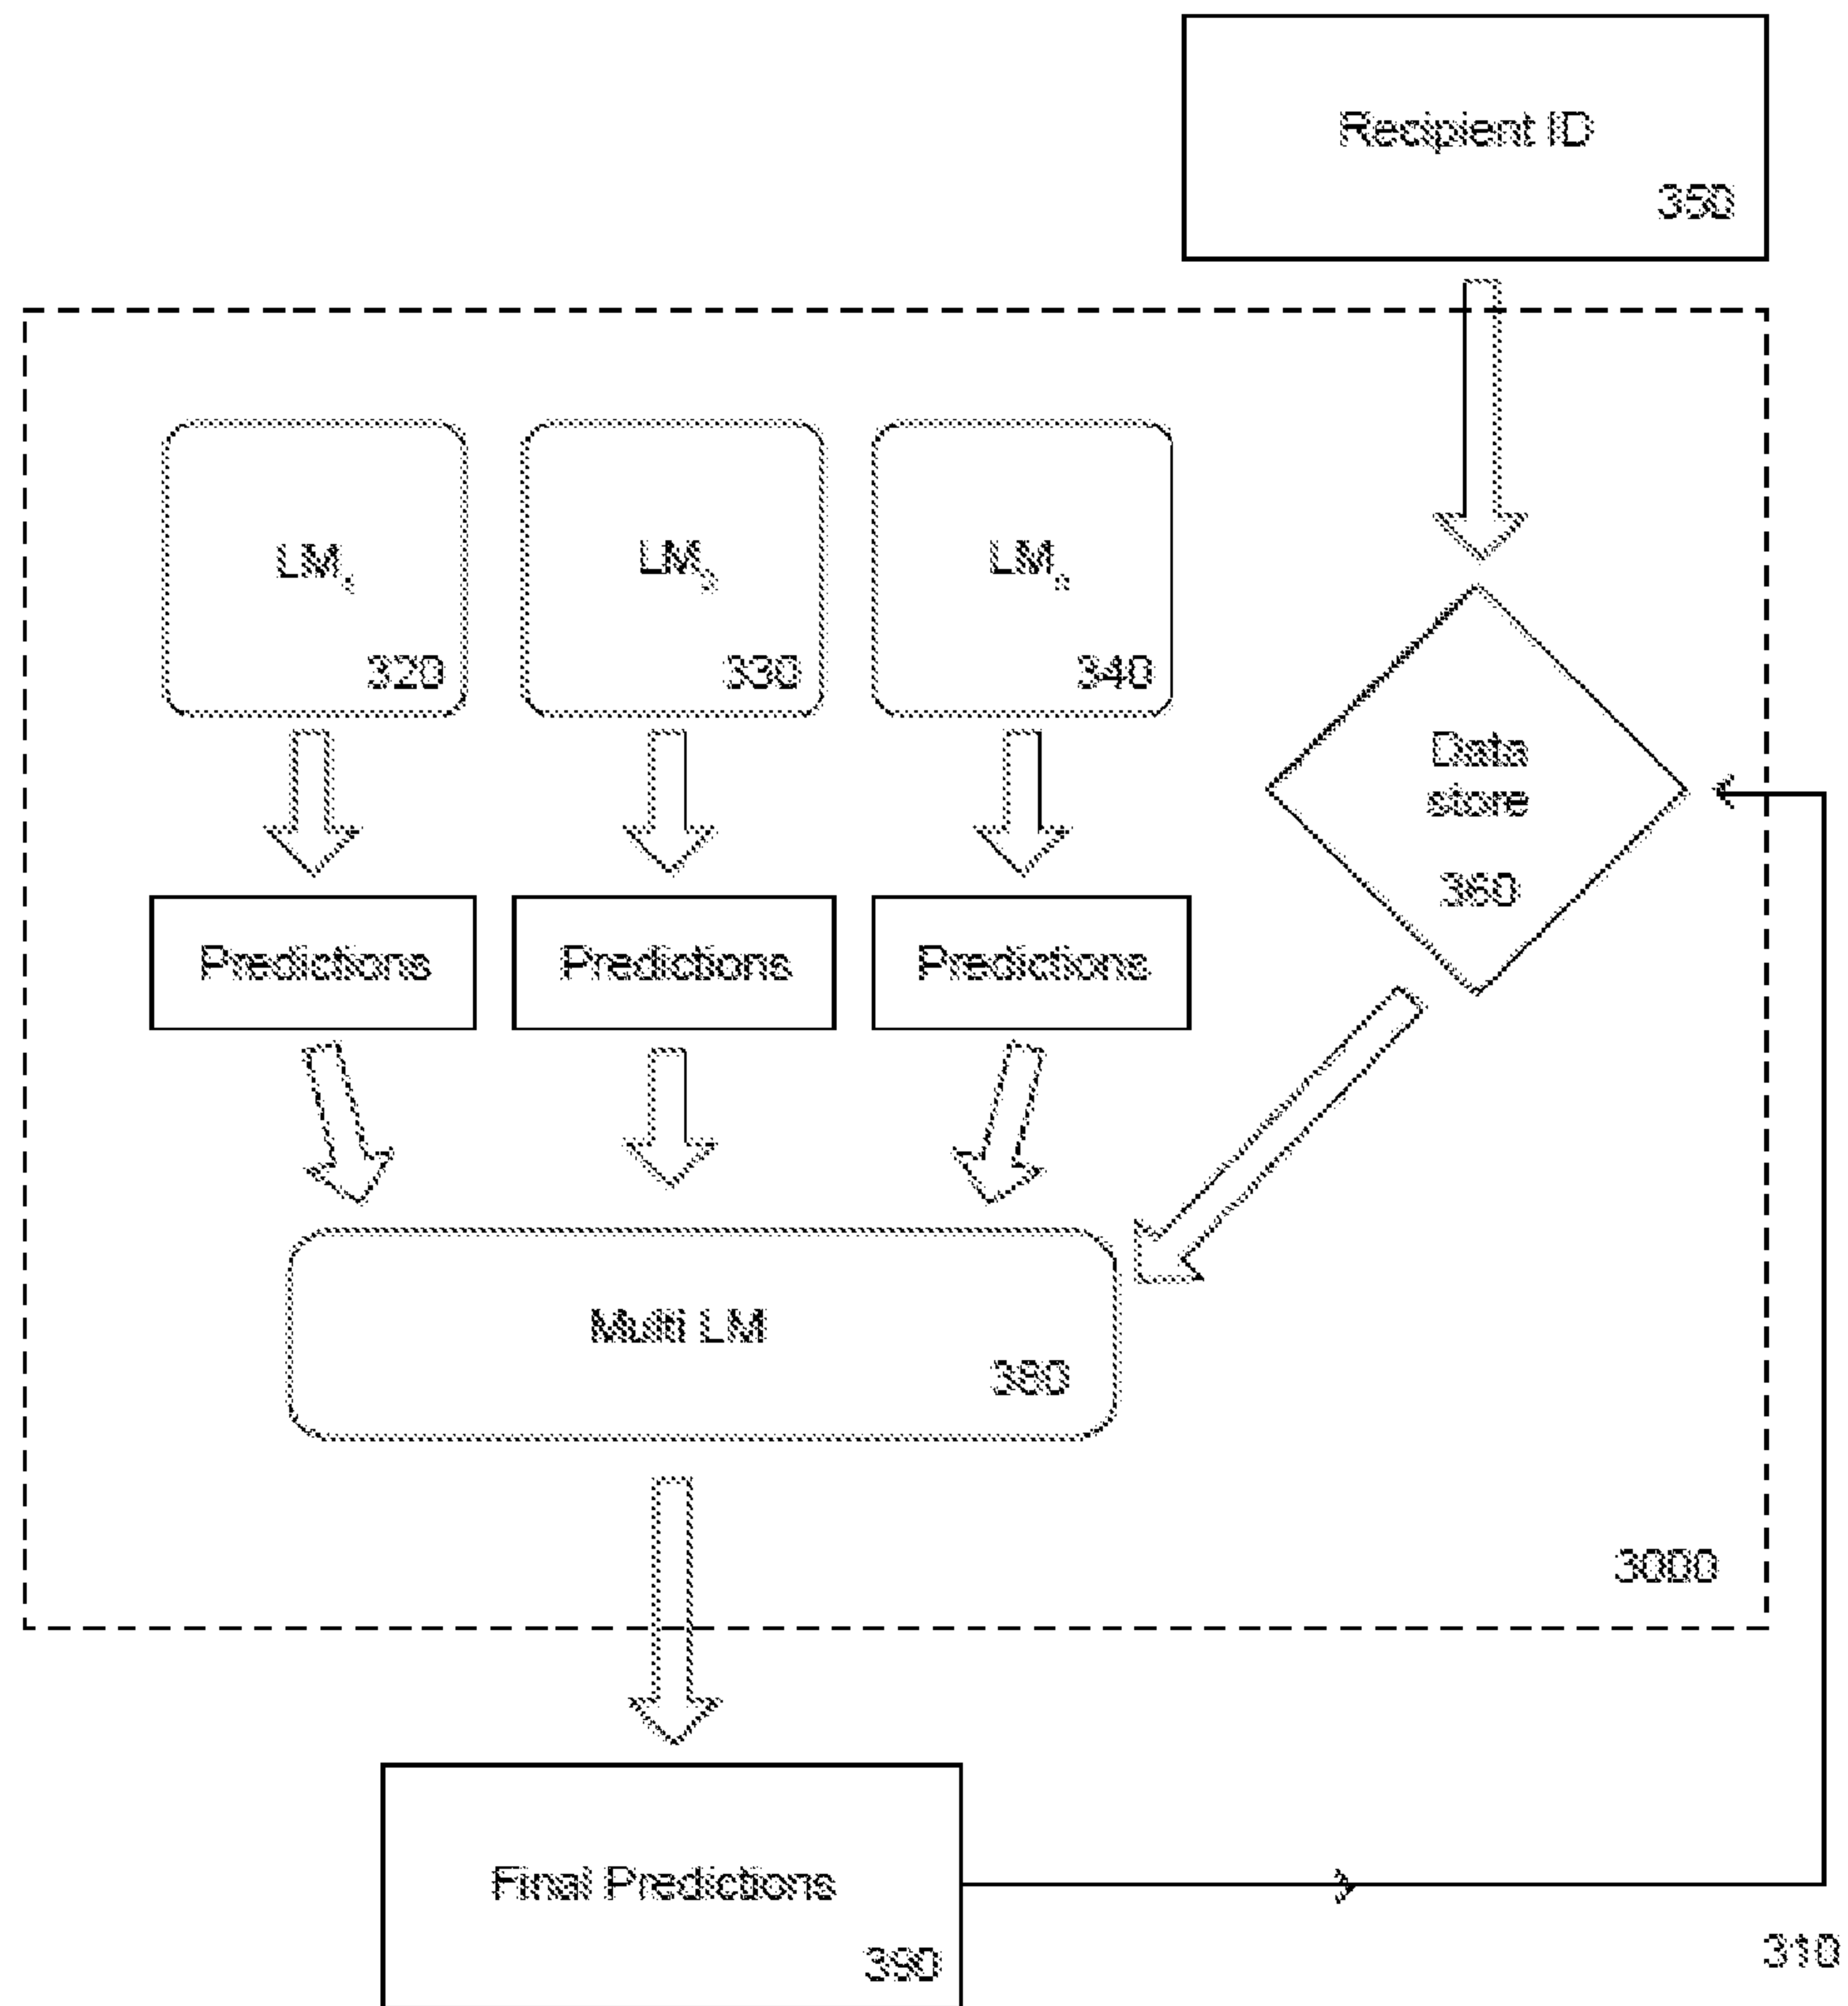 Recipient ID
350
LM
320
LM
330
LM
340
Data
store
360
Predictions
Predictions
Predictions
Multi LM
380
3000
Final Predictions
390
310